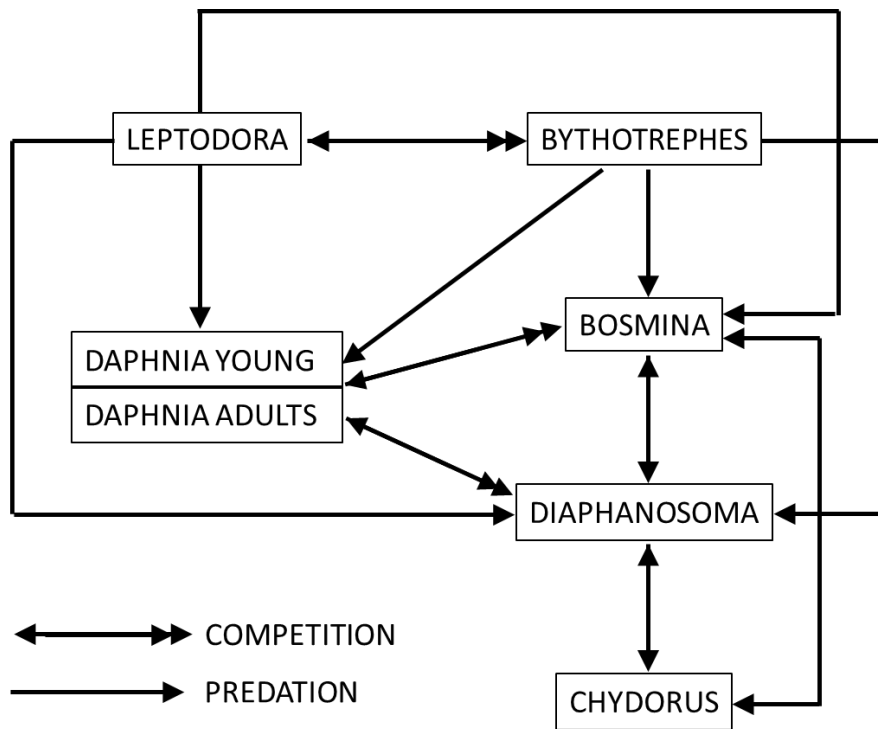 LEPTODORA
BYTHOTREPHES
BOSMINA
DAPHNIA YOUNG
DAPHNIA ADULTS
DIAPHANOSOMA
COMPETITION
PREDATION
CHYDORUS